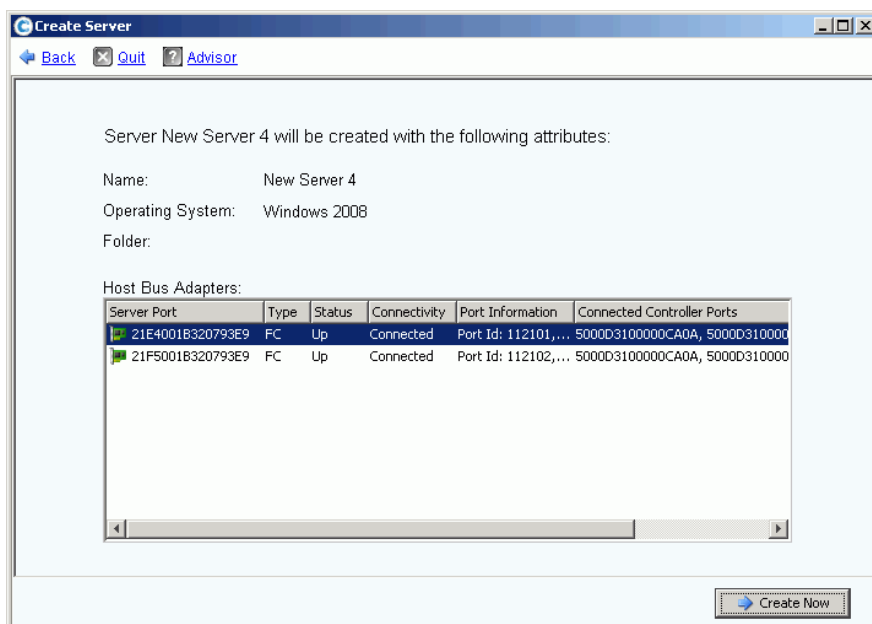 Create Server
Back Quit ? Advisor
Server New Server 4 will be created with the following attributes:
Name: New Server 4
Operating System: Windows 2008
Folder:
Host Bus Adapters:
Server Port Type Status Connectivity Port Information Connected Controller Ports
21E4001B320793E9 FC Up Connected Port Id: 112101,... 5000D3100000CA0A, 5000D310000
21F5001B320793E9 FC Up Connected Port Id: 112102,... 5000D3100000CA0A, 5000D310000
Create Now